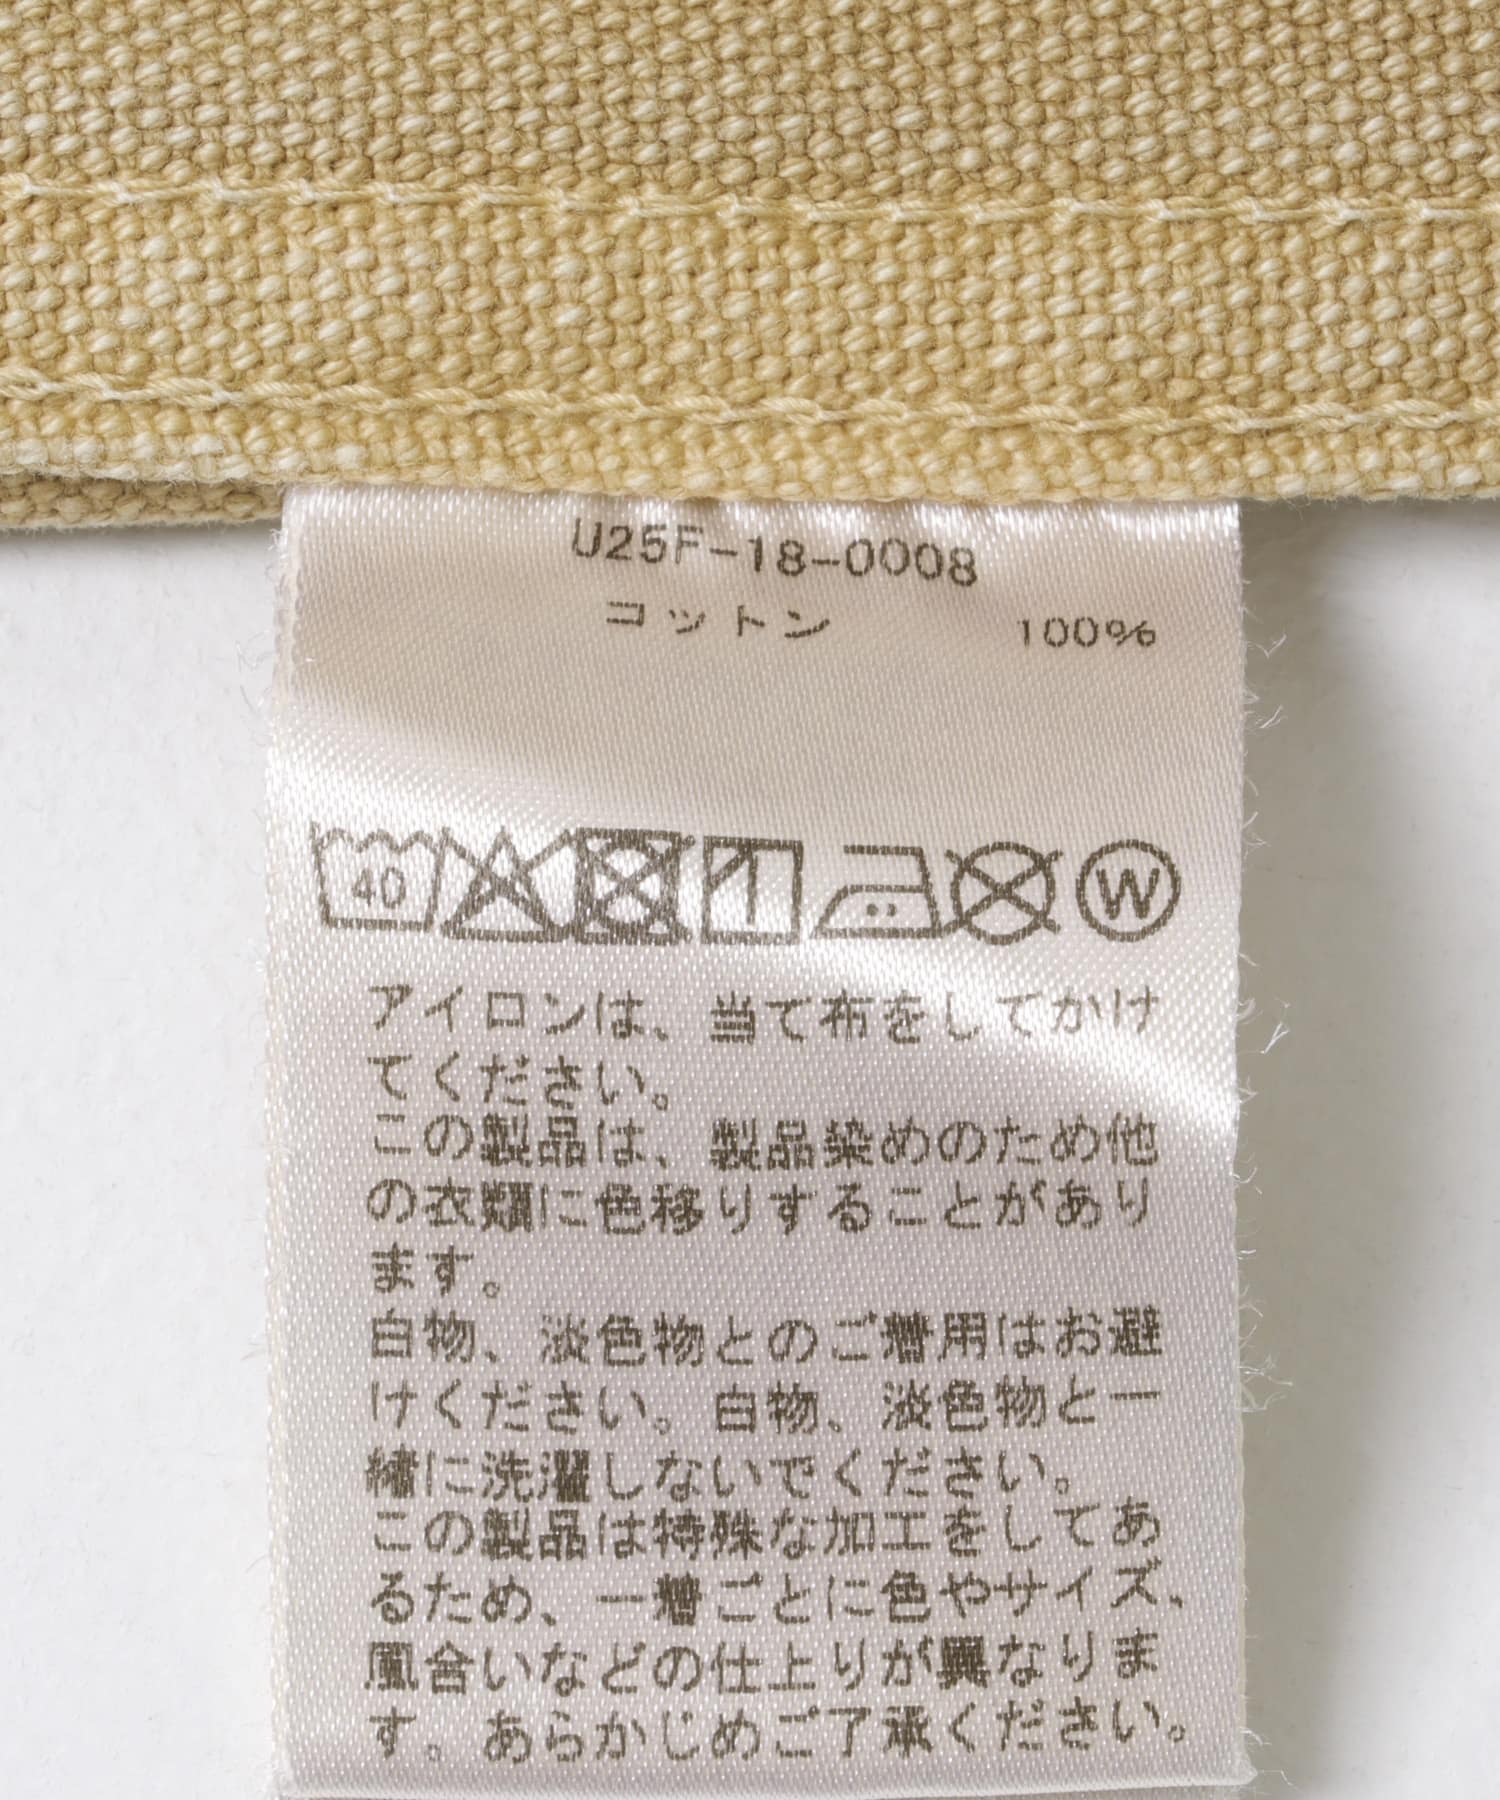 U25F-18-0008
コットン 100%
40 W
アイロンは、当て布をしてかけ
てください。
この製品は、製品染めのため他
の衣類に色移りすることがあり
ます。
白物、淡色物とのご着用はお避
けください。白物、淡色物と一
緒に洗濯しないでください。
この製品は特殊な加工をしてあ
るため、一着ごとに色やサイズ、
風合いなどの仕上りが異なりま
す。あらかじめご了承ください。